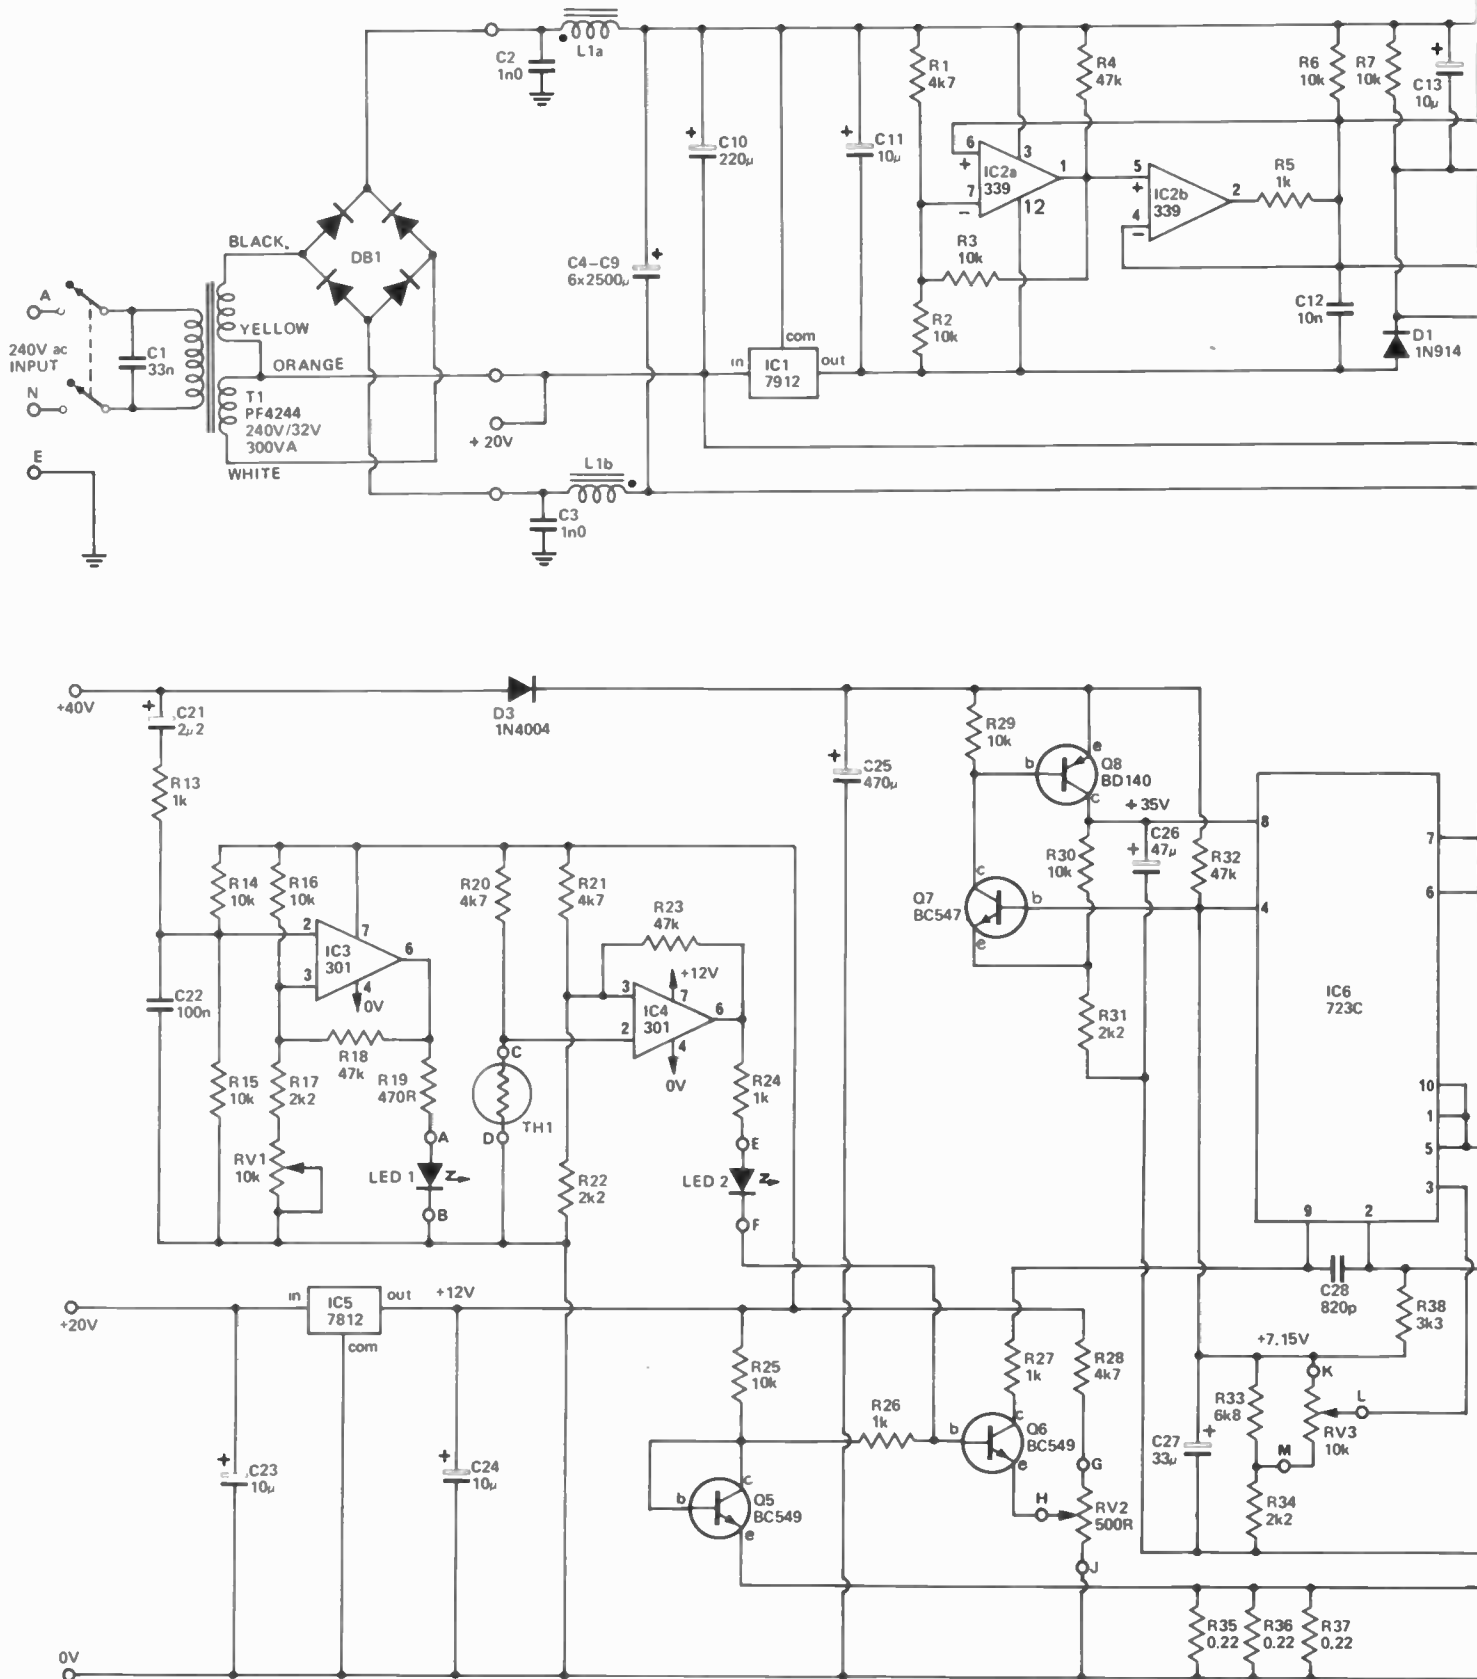 C2
1n0
L1a
R1
4k7
R4
47k
R6
10k
R7
10k
+
C13
10µ
+
C10
220µ
+
C11
10µ
6
+
3
IC2a
339
1
7
–
12
5
+
IC2b
339
4
–
2
R5
1k
BLACK.
DB1
C4–C9
6x2500µ
+
R3
10k
R2
10k
C12
10n
D1
1N914
A
240V ac
INPUT
N
E
C1
33n
YELLOW
ORANGE
T1
PF4244
240V/32V
300VA
WHITE
+ 20V
com
in
IC1
7912
out
L1b
C3
1n0
+40V
+
C21
2µ2
D3
1N4004
R13
1k
+
C25
470µ
R29
10k
b
e
Q8
BD140
c
+ 35V
C26
+
47µ
R30
10k
R32
47k
8
7
6
4
IC6
723C
10
1
5
3
9
2
R14
10k
R16
10k
2
7
IC3
301
6
3
4
0V
C22
100n
R15
10k
R17
2k2
R18
47k
R19
470R
RV1
10k
A
LED 1
B
R20
4k7
R21
4k7
R23
47k
+12V
3
7
IC4
301
6
2
4
0V
C
TH1
D
R22
2k2
R24
1k
E
LED 2
F
c
Q7
BC547
b
e
R31
2k2
C28
820p
R38
3k3
+20V
in
IC5
7812
out
com
+12V
R25
10k
R27
1k
R28
4k7
+7.15V
K
R33
6k8
L
RV3
10k
M
C27
33µ
+
R34
2k2
R26
1k
b
c
Q6
BC549
e
G
H
RV2
500R
J
+
C23
10µ
+
C24
10µ
b
c
Q5
BC549
e
R35
0.22
R36
0.22
R37
0.22
0V